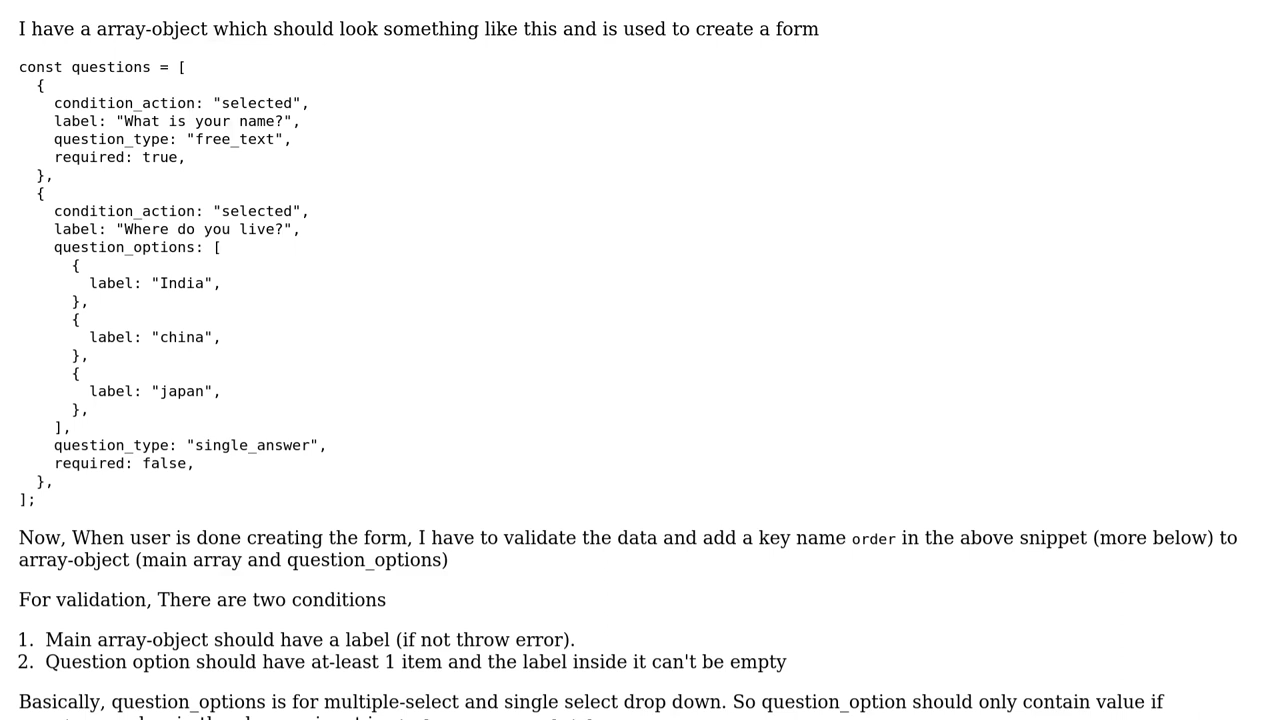 I have a array-object which should look something like this and is used to create a form
const questions = [
  {
    condition_action: "selected",
    label: "What is your name?",
    question_type: "free_text",
    required: true,
  },
  {
    condition_action: "selected",
    label: "Where do you live?",
    question_options: [
      {
        label: "India",
      },
      {
        label: "china",
      },
      {
        label: "japan",
      },
    ],
    question_type: "single_answer",
    required: false,
  },
];
Now, When user is done creating the form, I have to validate the data and add a key name order in the above snippet (more below) to
array-object (main array and question_options)
For validation, There are two conditions
1. Main array-object should have a label (if not throw error).
2. Question option should have at-least 1 item and the label inside it can't be empty
Basically, question_options is for multiple-select and single select drop down. So question_option should only contain value if